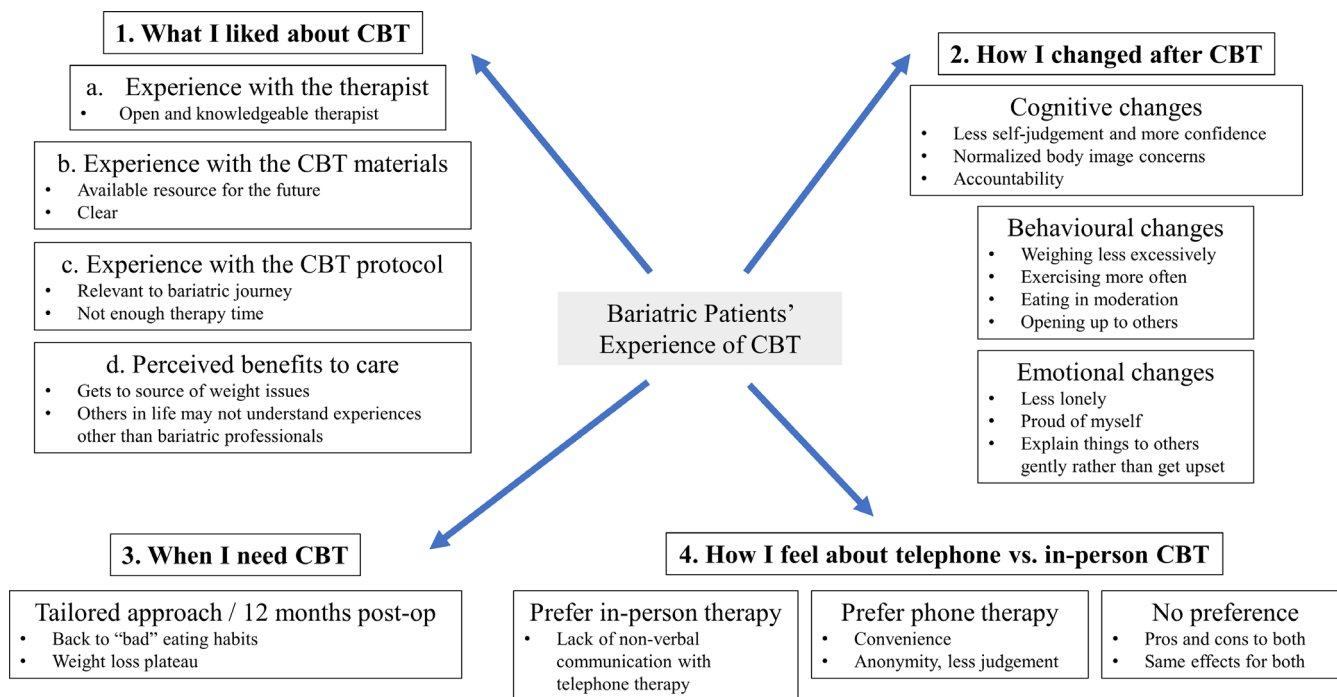 1. What I liked about CBT
a. Experience with the therapist
• Open and knowledgeable therapist
b. Experience with the CBT materials
• Available resource for the future
• Clear
c. Experience with the CBT protocol
• Relevant to bariatric journey
• Not enough therapy time
d. Perceived benefits to care
• Gets to source of weight issues
• Others in life may not understand experiences
other than bariatric professionals
2. How I changed after CBT
Cognitive changes
• Less self-judgement and more confidence
• Normalized body image concerns
• Accountability
Behavioural changes
• Weighing less excessively
• Exercising more often
• Eating in moderation
• Opening up to others
Emotional changes
• Less lonely
• Proud of myself
• Explain things to others
gently rather than get upset
Bariatric Patients’
Experience of CBT
3. When I need CBT
Tailored approach / 12 months post-op
• Back to “bad” eating habits
• Weight loss plateau
4. How I feel about telephone vs. in-person CBT
Prefer in-person therapy
• Lack of non-verbal
communication with
telephone therapy
Prefer phone therapy
• Convenience
• Anonymity, less judgement
No preference
• Pros and cons to both
• Same effects for both